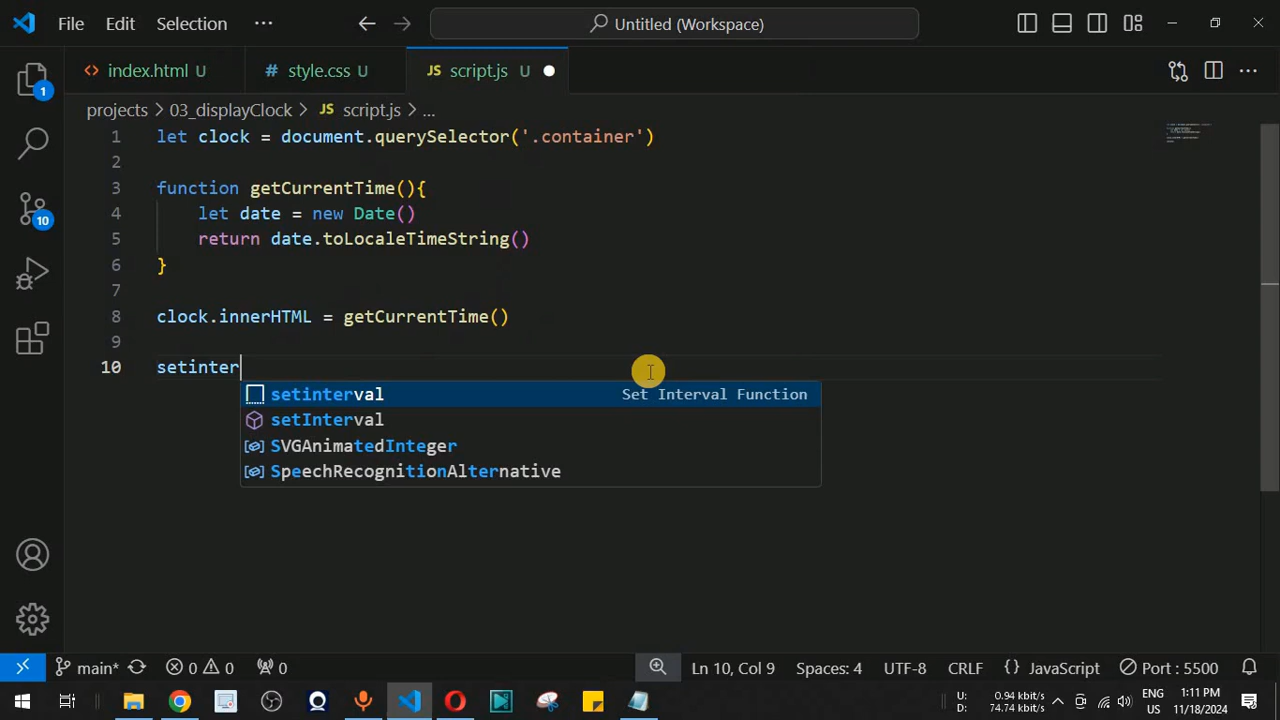 File Edit Selection ··· Untitled (Workspace)
index.html U style.css U JS script.js U
projects > 03_displayClock > JS script.js > ...
1 let clock = document.querySelector('.container')
2
3 function getCurrentTime(){
4 let date = new Date()
5 return date.toLocaleTimeString()
6 }
7
8 clock.innerHTML = getCurrentTime()
9
10 setinter
setinterval Set Interval Function
setInterval
SVGAnimatedInteger
SpeechRecognitionAlternative
1
10
main* 0 0 0 Ln 10, Col 9 Spaces: 4 UTF-8 CRLF {} JavaScript Port : 5500
U: 0.94 kbit/s ENG 1:11 PM
D: 74.74 kbit/s US 11/18/2024